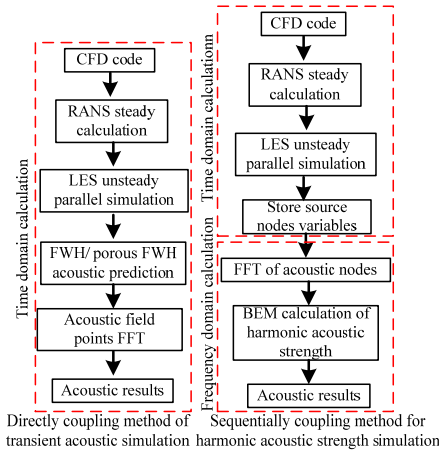 CFD code
RANS steady
calculation
LES unsteady
parallel simulation
FWH/ porous FWH
acoustic prediction
Acoustic field
points FFT
Acoustic results
Time domain calculation
Directly coupling method of
transient acoustic simulation
CFD code
RANS steady
calculation
LES unsteady
parallel simulation
Store source
nodes variables
Time domain calculationn
FFT of acoustic nodes
BEM calculation of
harmonic acoustic
strength
Acoustic results
Frequency domain calculation
Sequentially coupling method for
harmonic acoustic strength simulation